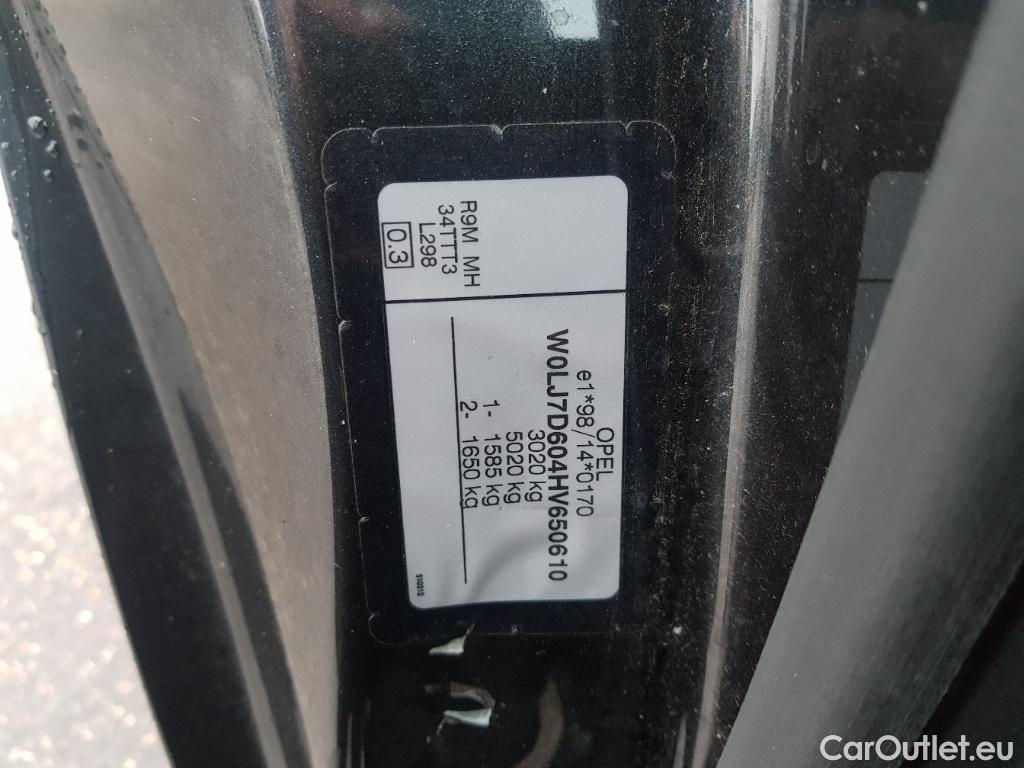 OPEL
e1*98/14*0170
W0LJ7D604HV650610
3020 kg
5020 kg
1- 1585 kg
2- 1650 kg
R9M MH
34TTT3
L298
0.3
CarOutlet.eu